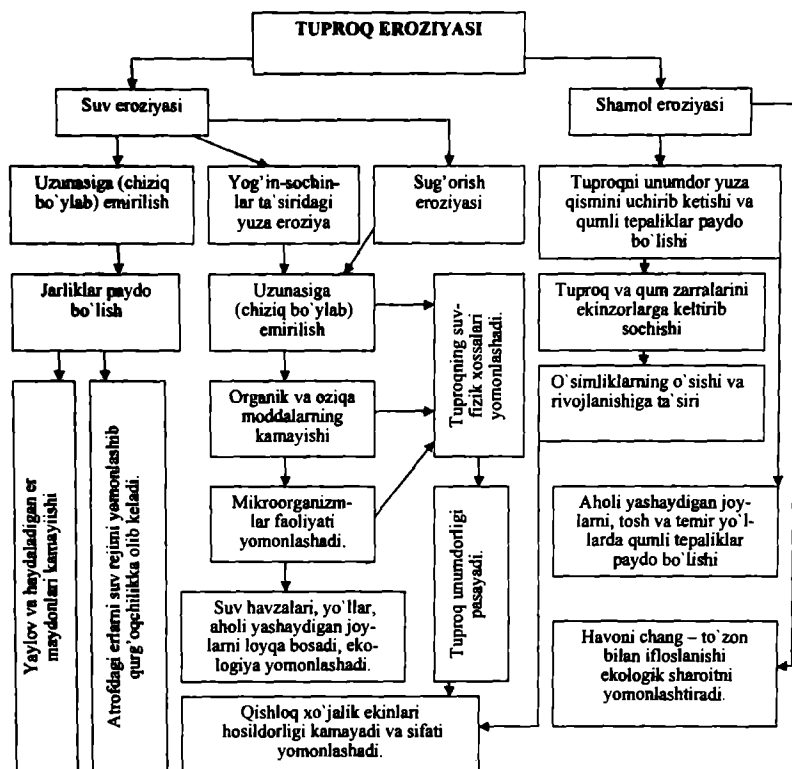 TUPROQ EROZIYASI
Suv eroziyasi
Shamol eroziyasi
Uzunasiga (chiziq
bo`ylab) emirilish
Yog'in-sochin-
lar ta`siridagi
yuza eroziya
Sug'orish
eroziyasi
Tuproqni unumdor yuza
qismini uchirib ketishi va
qumli tepaliklar paydo
bo`lishi
Jarliklar paydo
bo`lish
Uzunasiga
(chiziq bo`ylab)
emirilish
Tuproqning suv-
fizik xossalari
yomonlashadi.
Tuproq va qum zarralarini
ekinzorlarga keltirib
sochishi
Yaylov va haydaladigan er
maydonlari kamayiishi
Atrofdagi erlarni suv rejimi yamonlashib
qurg'oqchilikka olib keladi.
Organik va oziqa
moddalarning
kamayishi
O`simliklarning o`sishi va
rivojlanishiga ta`siri
Mikroorganizm-
lar faoliyati
yomonlashadi.
Tuproq unumdorligi
pasayadi.
Aholi yashaydigan joy-
larni, tosh va temir yo`l-
larda qumli tepaliklar
paydo bo`lishi
Suv havzalari, yo`llar,
aholi yashaydigan joy-
larni loyqa bosadi, eko-
logiya yomonlashadi.
Havoni chang – to`zon
bilan ifloslanishi
ekologik sharoitni
yomonlashtiradi.
Qishloq xo`jalik ekinlari
hosildorligi kamayadi va sifati
yomonlashadi.